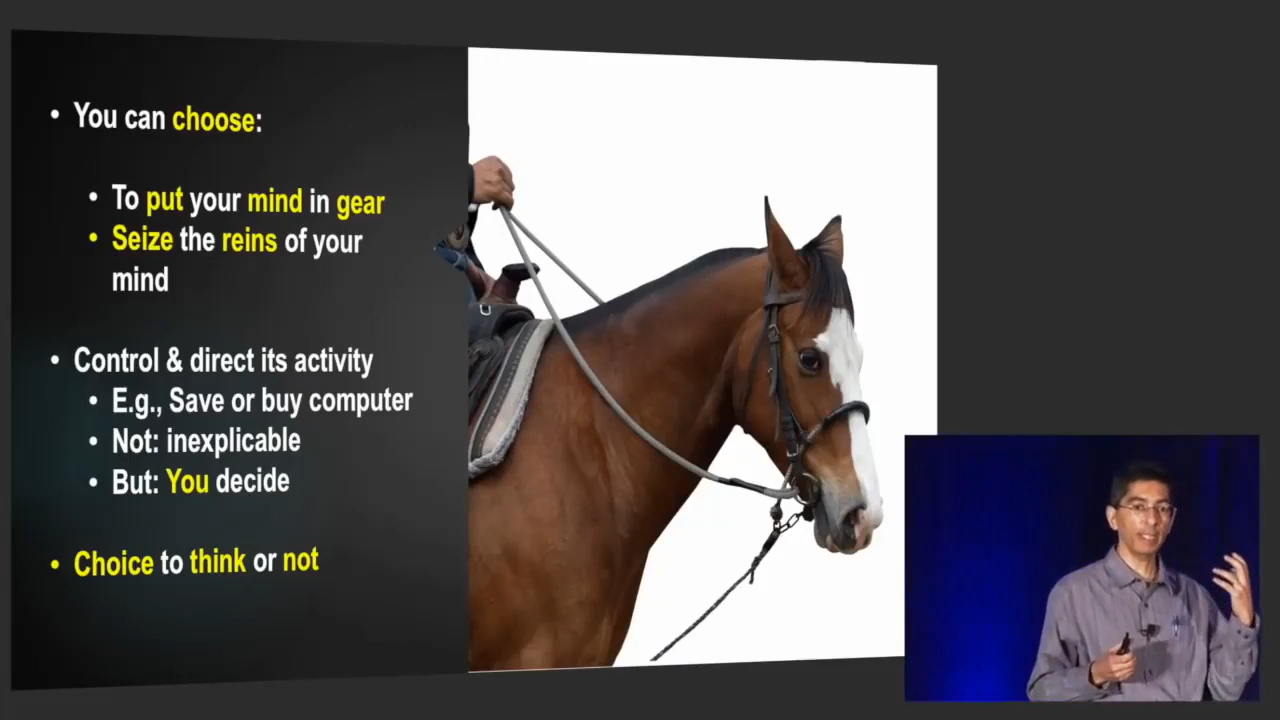 • You can choose:
• To put your mind in gear
• Seize the reins of your
mind
• Control & direct its activity
• E.g., Save or buy computer
• Not: inexplicable
• But: You decide
• Choice to think or not